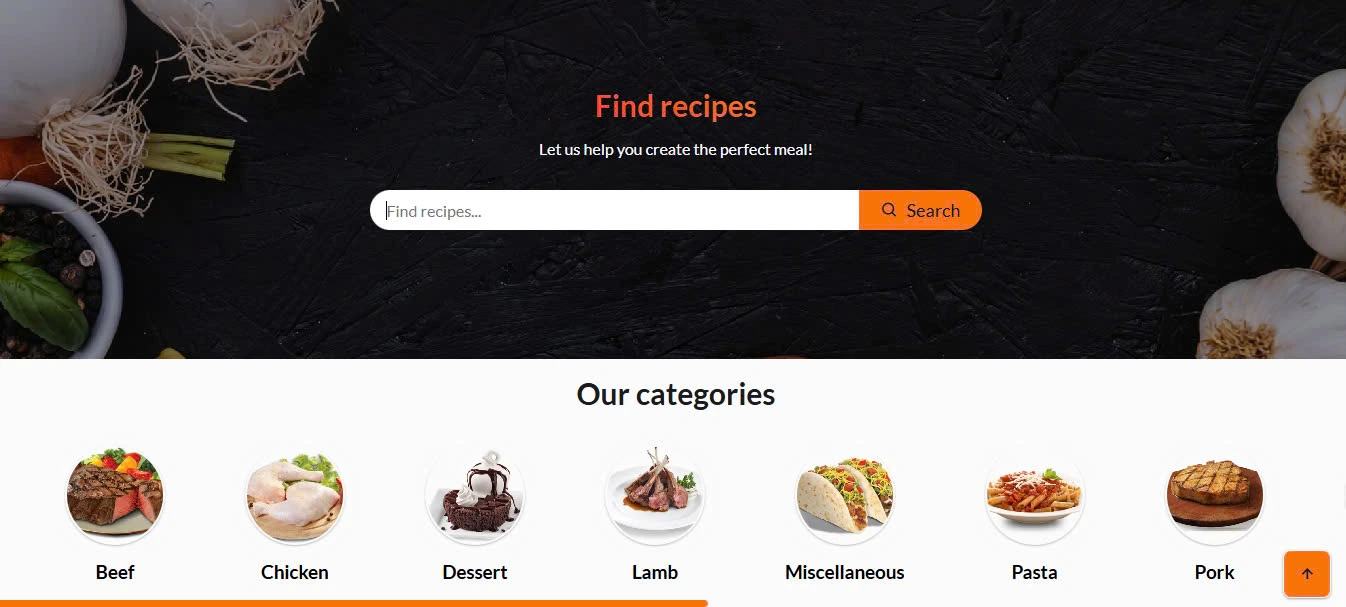 Find recipes
Let us help you create the perfect meal!
Find recipes...
Search
Our categories
Beef
Chicken
Dessert
Lamb
Miscellaneous
Pasta
Pork